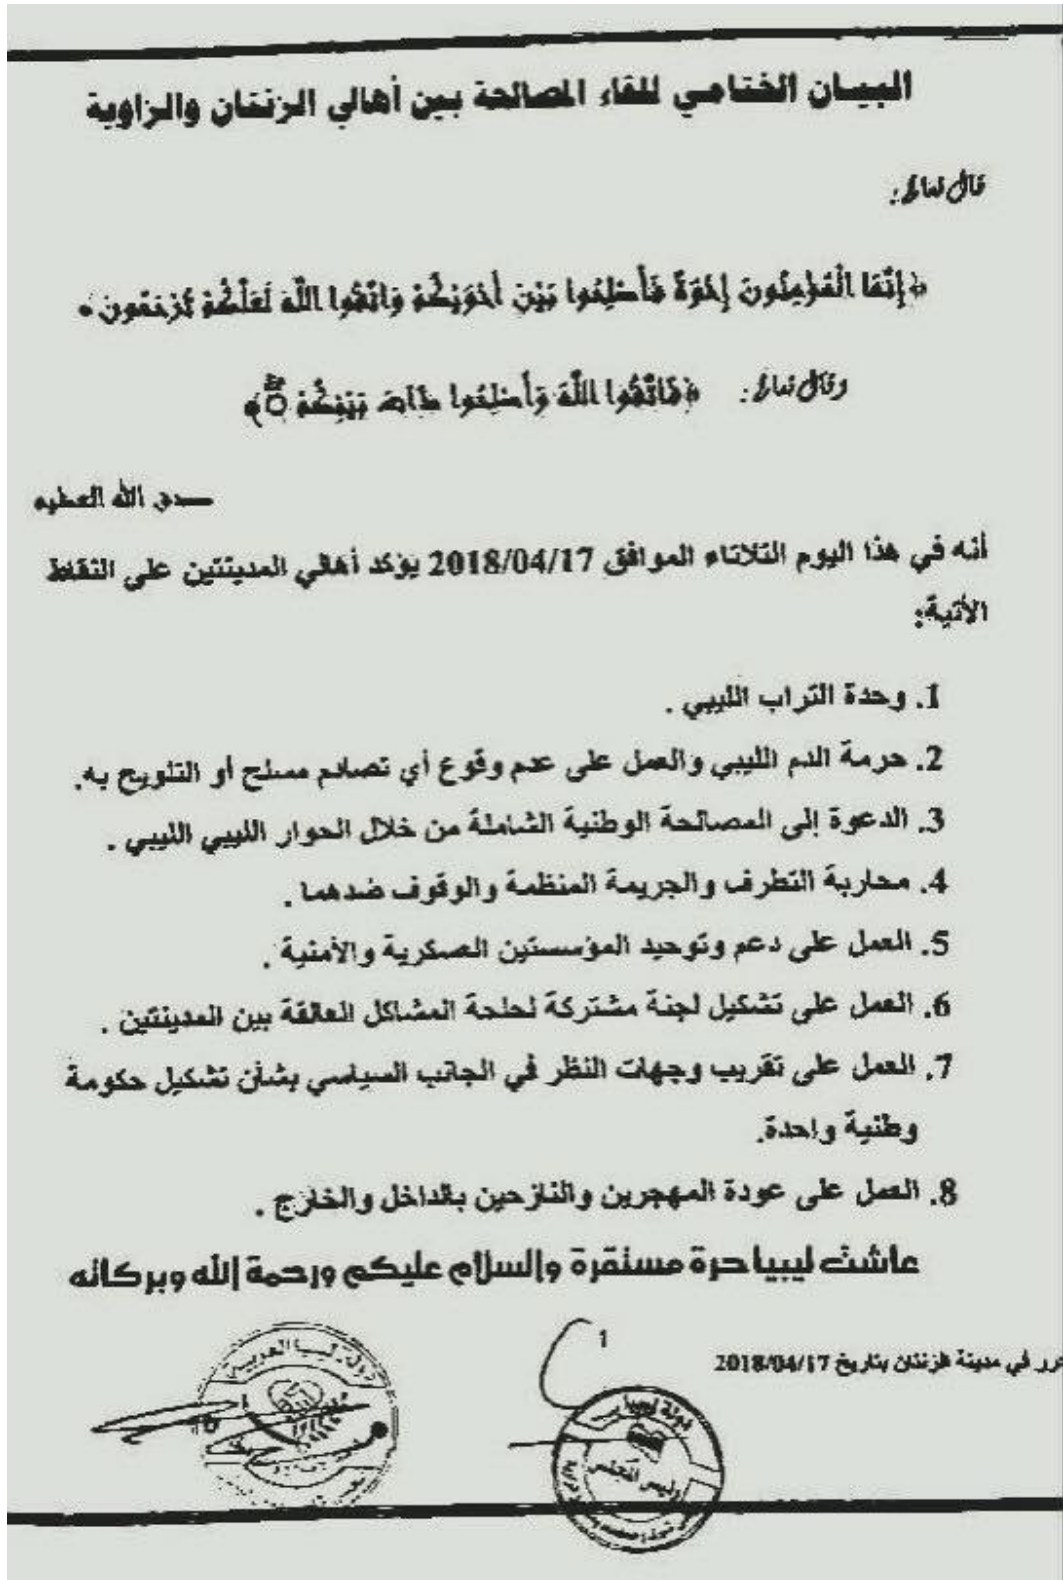 البيان الختامي للقاء المصالحة بين أهالي الزنتان والزاوية
قال تعالى:
﴿إِنَّمَا الْمُؤْمِنُونَ إِخْوَةٌ فَأَصْلِحُوا بَيْنَ أَخَوَيْكُمْ وَاتَّقُوا اللَّهَ لَعَلَّكُمْ تُرْحَمُونَ﴾
وقال تعالى: ﴿فَاتَّقُوا اللَّهَ وَأَصْلِحُوا ذَاتَ بَيْنِكُمْ ۖ﴾
صدق الله العظيم
أنه في هذا اليوم الثلاثاء الموافق 2018/04/17 يؤكد أهالي المدينتين على النقاط
الأتية:
1. وحدة التراب الليبي .
2. حرمة الدم الليبي والعمل على عدم وقوع أي تصادم مسلح أو التلويح به.
3. الدعوة إلى المصالحة الوطنية الشاملة من خلال الحوار الليبي الليبي .
4. محاربة التطرف والجريمة المنظمة والوقوف ضدهما .
5. العمل على دعم وتوحيد المؤسستين العسكرية والأمنية .
6. العمل على تشكيل لجنة مشتركة لحلحة المشاكل العالقة بين المدينتين .
7. العمل على تقريب وجهات النظر في الجانب السياسي بشأن تشكيل حكومة
وطنية واحدة.
8. العمل على عودة المهجرين والنازحين بالداخل والخارج .
عاشت ليبيا حرة مستقرة والسلام عليكم ورحمة الله وبركاته
1
حرر في مدينة الزنتان بتاريخ 2018/04/17
دولة ليبيا
رئيس المجلس